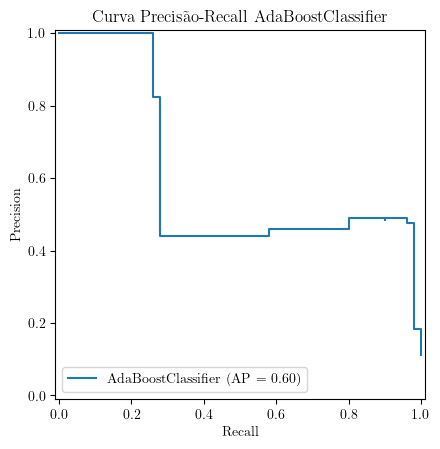 Curva Precisão-Recall AdaBoostClassifier
1.0
0.8
0.6
0.4
0.2
0.0
Precision
AdaBoostClassifier (AP = 0.60)
0.0 0.2 0.4 0.6 0.8 1.0
Recall